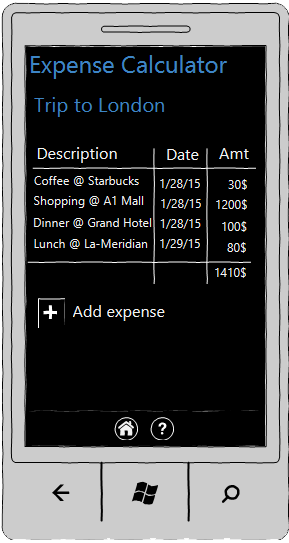 Expense Calculator
Trip to London
Description Date Amt
Coffee @ Starbucks 1/28/15 30$
Shopping @ A1 Mall 1/28/15 1200$
Dinner @ Grand Hotel 1/28/15 100$
Lunch @ La-Meridian 1/29/15 80$
1410$
+ Add expense
?